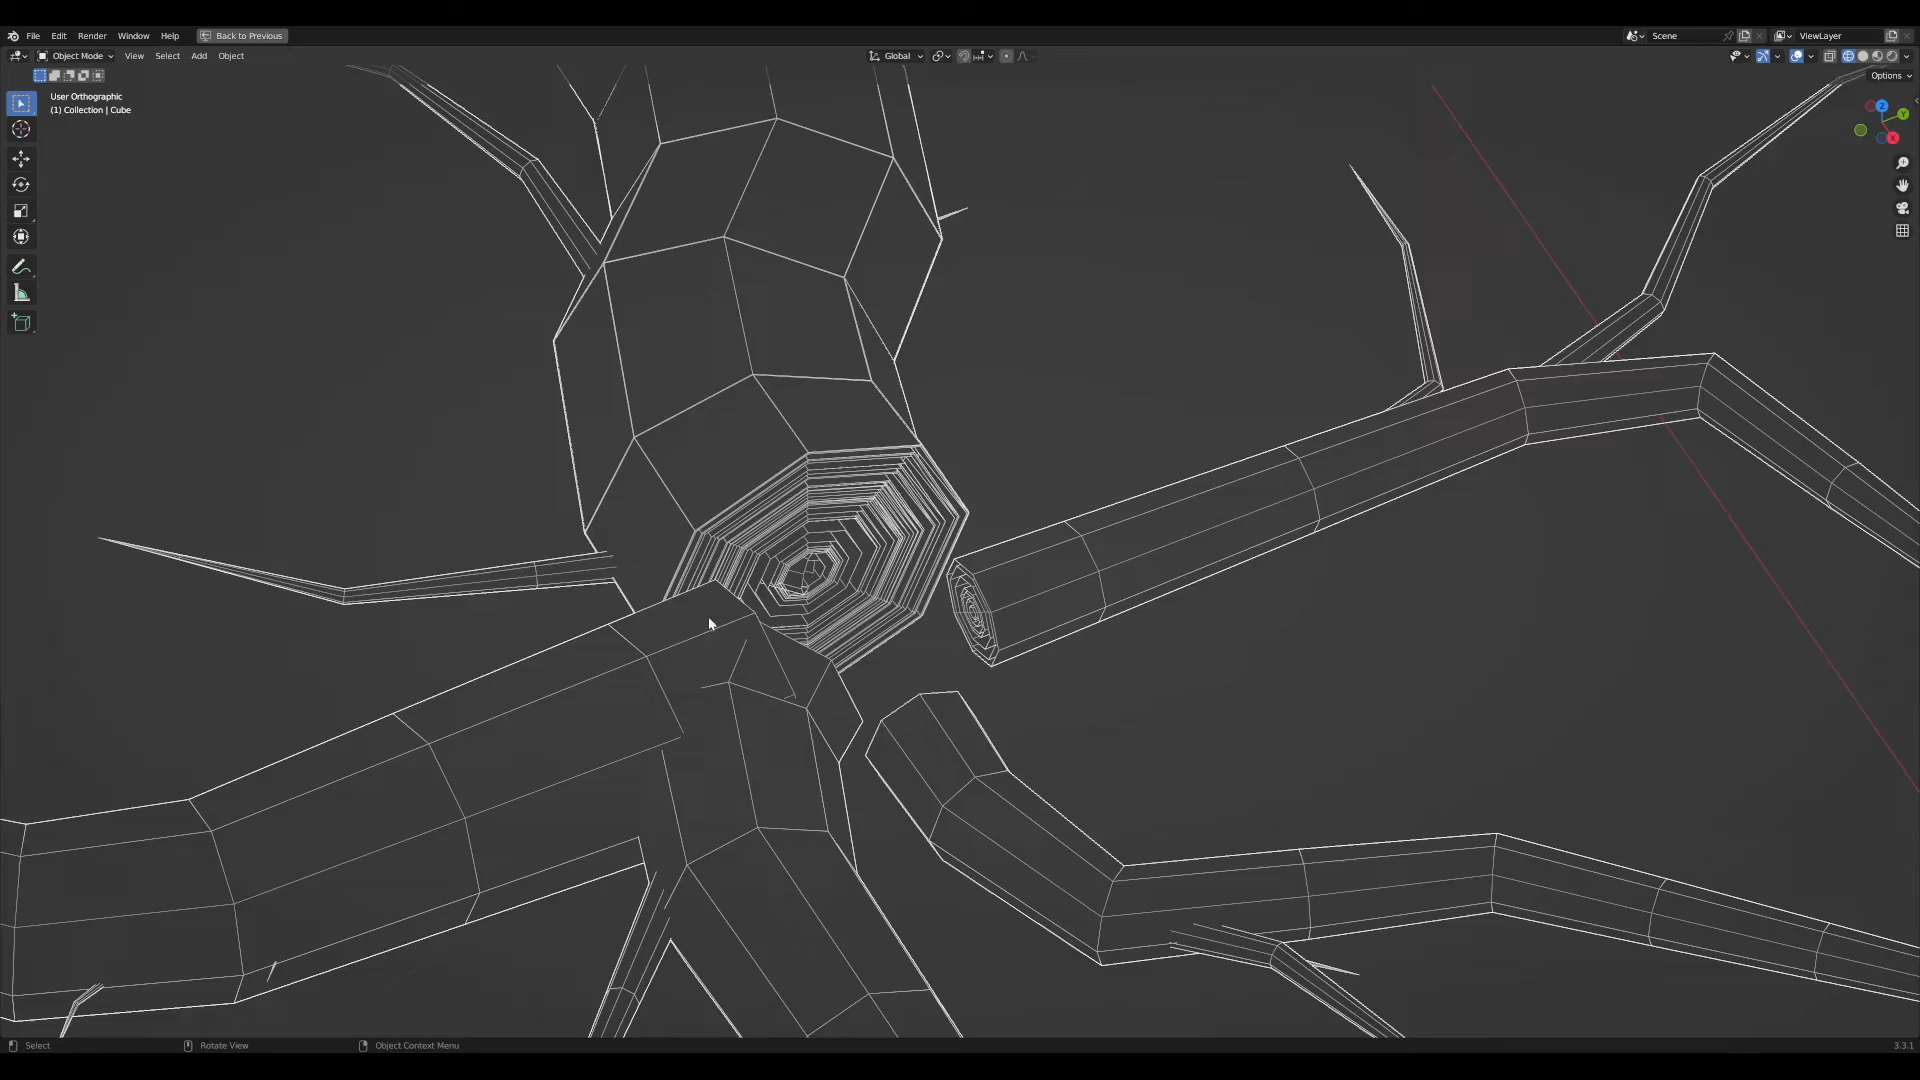 File Edit Render Window Help Back to Previous Scene ViewLayer
Object Mode View Select Add Object Global
Options
User Orthographic
(1) Collection | Cube
Z
Y
X
Select Rotate View Object Context Menu 3.3.1